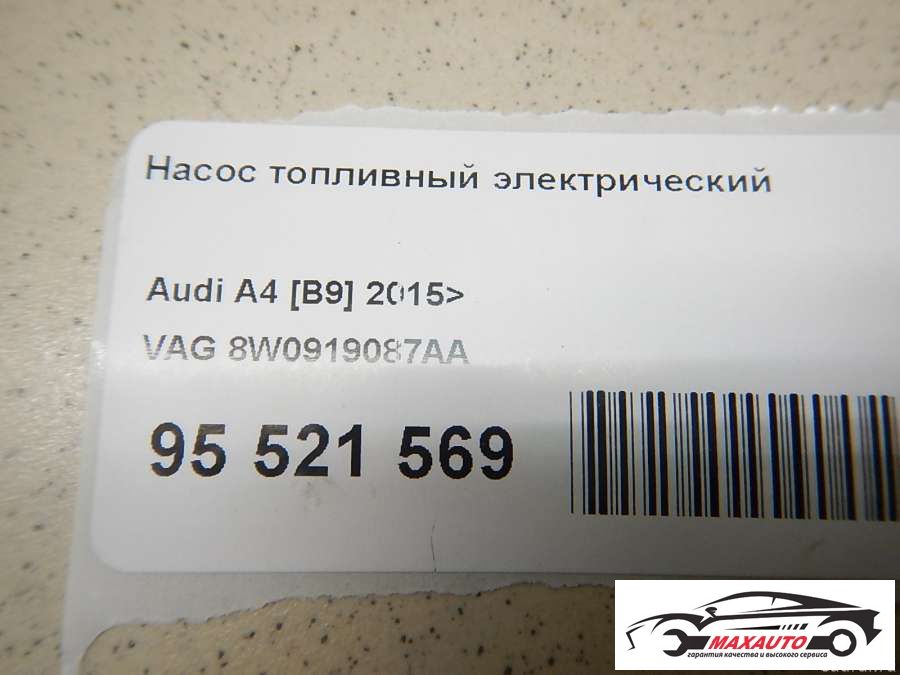 Насос топливный электрический
Audi A4 [B9] 2015>
VAG 8W0919087AA
95 521 569
MAXAUTO
гарантия качества и высокого сервиса